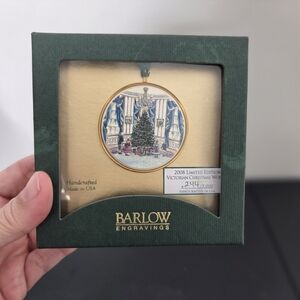 Handcrafted
Made in USA
2008 LIMITED EDITION
VICTORIAN CHRISTMAS
BARLOW
ENGRAVINGS